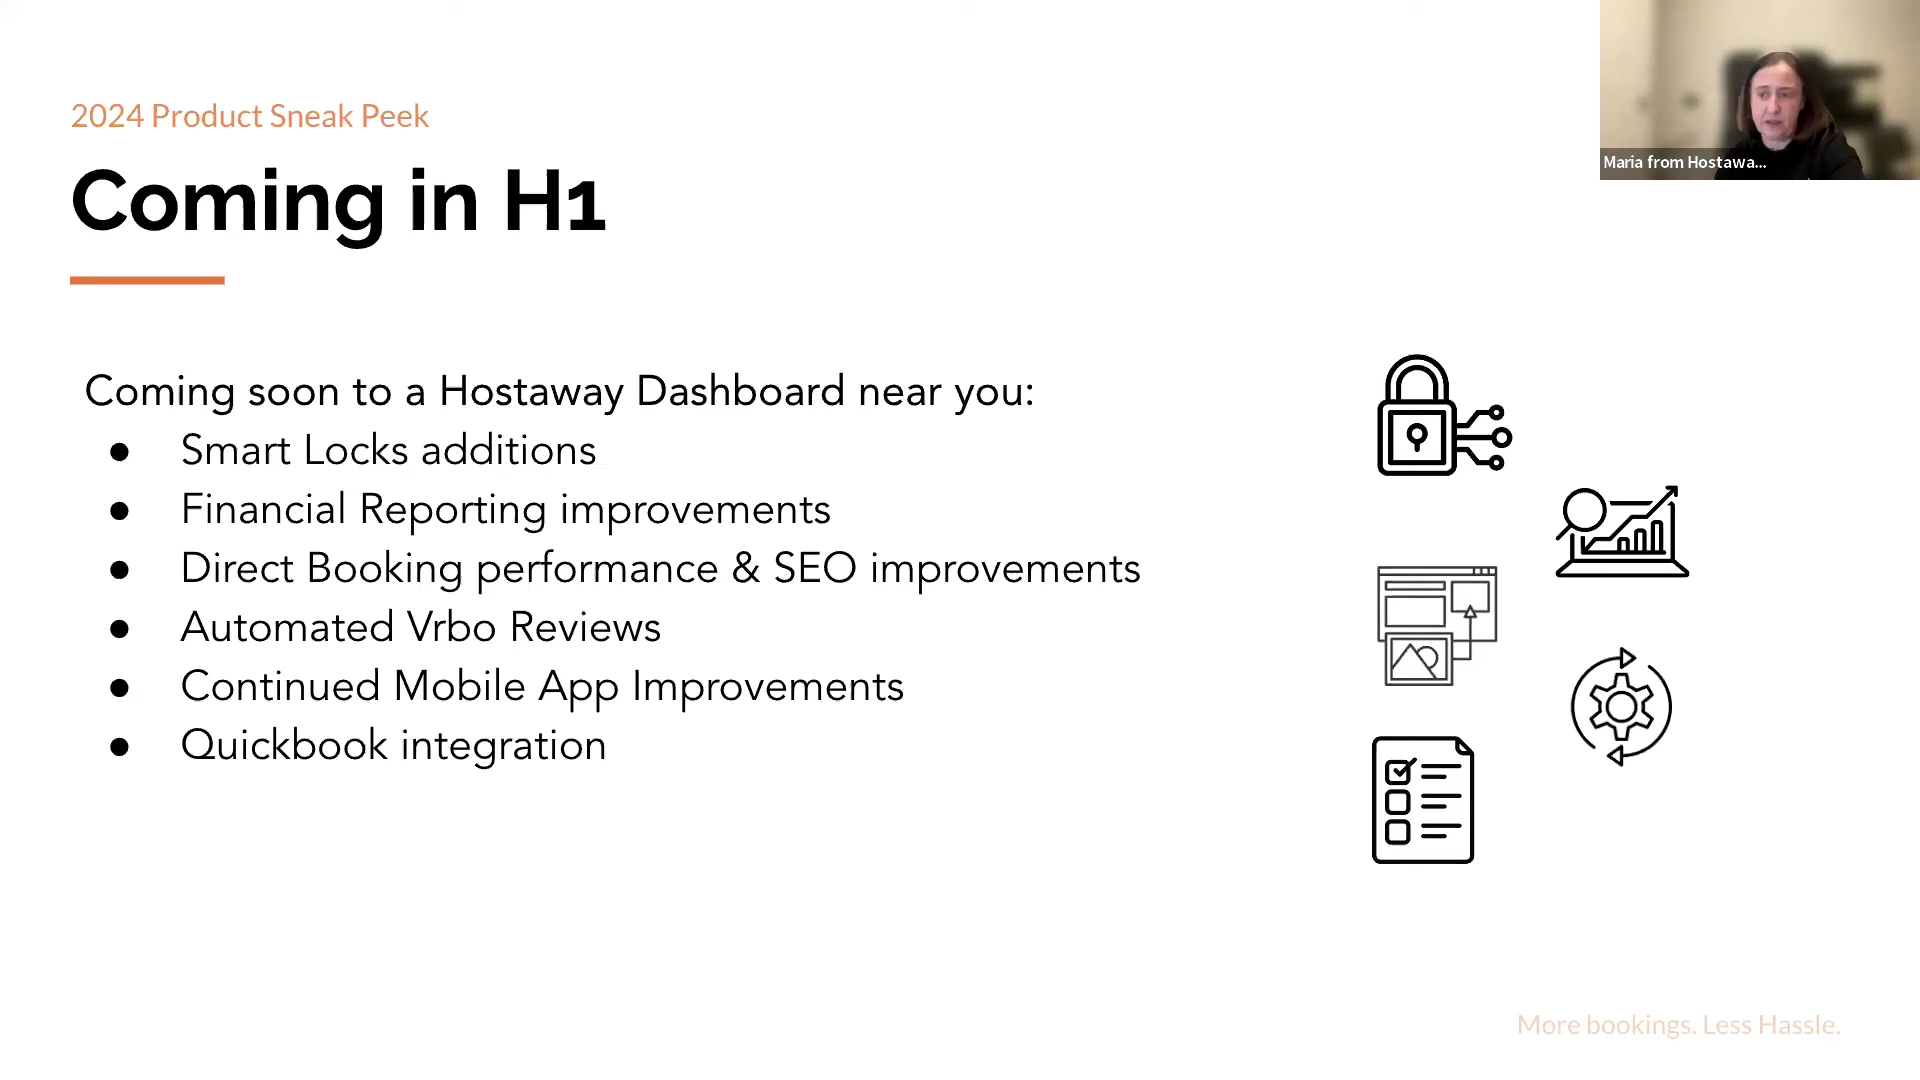 2024 Product Sneak Peek
Coming in H1
Maria from Hostawa...
Coming soon to a Hostaway Dashboard near you:
● Smart Locks additions
● Financial Reporting improvements
● Direct Booking performance & SEO improvements
● Automated Vrbo Reviews
● Continued Mobile App Improvements
● Quickbook integration
More bookings. Less Hassle.